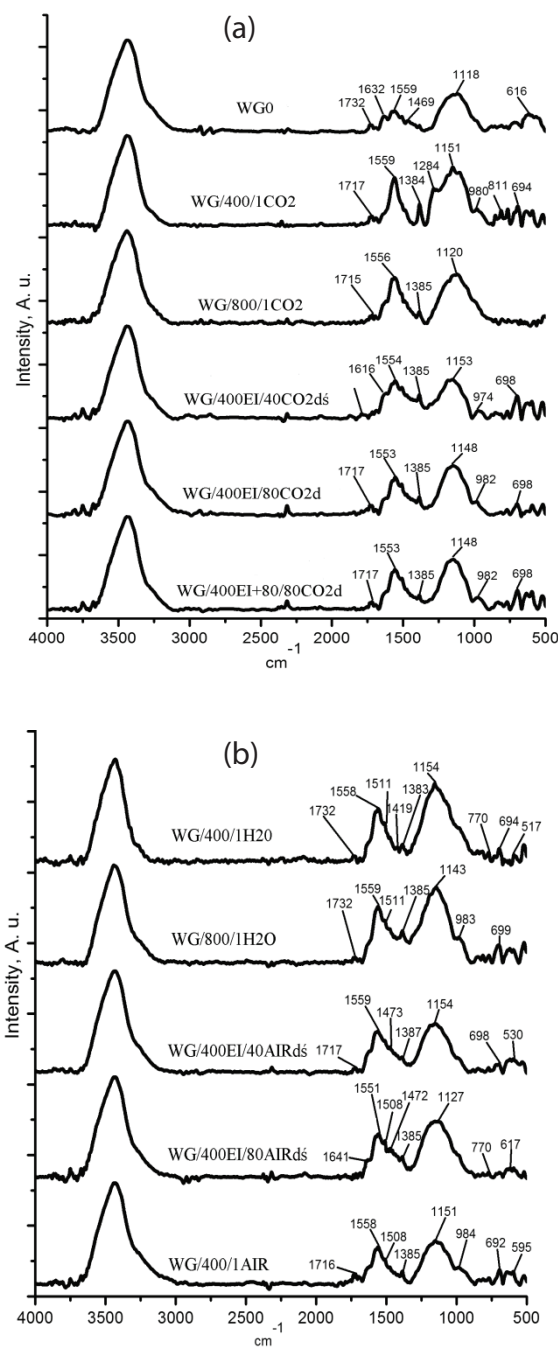 (a)
Intensity, A. u.
1732 1632 1559 1469 1118 616
WG0
1717 1559 1384 1284 1151 980 811 694
WG/400/1CO2
1715 1556 1385 1120
WG/800/1CO2
1616 1554 1385 1153 974 698
WG/400EI/40CO2dś
1717 1553 1385 1148 982 698
WG/400EI/80CO2d
1717 1553 1385 1148 982 698
WG/400EI+80/80CO2d
4000 3500 3000 2500 2000 1500 1000 500
cm-1
(b)
Intensity, A. u.
1732 1558 1511 1419 1383 1154 770 694 517
WG/400/1H20
1732 1559 1511 1385 1143 983 699
WG/800/1H2O
1717 1559 1473 1387 1154 698 530
WG/400EI/40AIRdś
1641 1551 1508 1472 1385 1127 770 617
WG/400EI/80AIRdś
1716 1558 1508 1385 1151 984 692 595
WG/400/1AIR
4000 3500 3000 2500 2000 1500 1000 500
cm-1